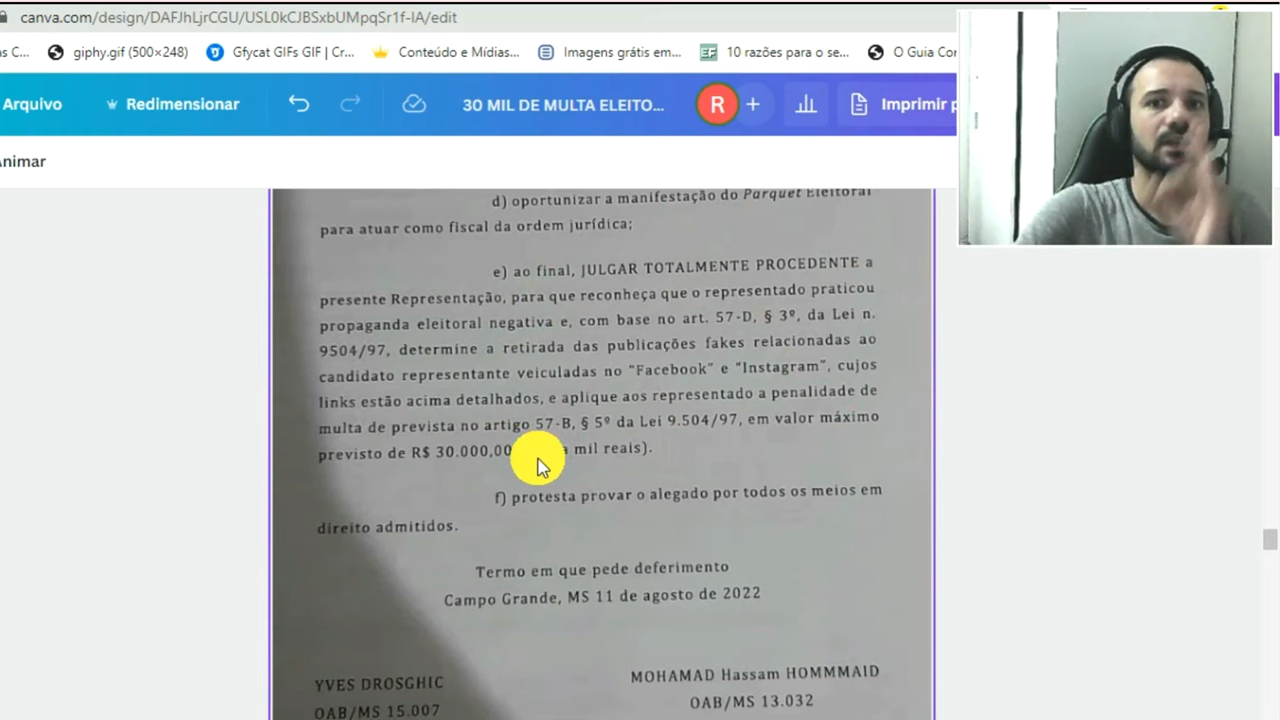 canva.com/design/DAFJhLjrCGU/USL0kCJBSxbUMpqSr1f-IA/edit
as C... giphy.gif (500×248) Gfycat GIFs GIF | Cr... Conteúdo e Mídias... Imagens grátis em... EF 10 razões para o se... O Guia Cor
Arquivo Redimensionar 30 MIL DE MULTA ELEITO... R + Imprimir p
Animar
d) oportunizar a manifestação do Parquet Eleitoral
para atuar como fiscal da ordem jurídica;
e) ao final, JULGAR TOTALMENTE PROCEDENTE a
presente Representação, para que reconheça que o representado praticou
propaganda eleitoral negativa e, com base no art. 57-D, § 3º, da Lei n.
9504/97, determine a retirada das publicações fakes relacionadas ao
candidato representante veiculadas no "Facebook" e "Instagram", cujos
links estão acima detalhados, e aplique aos representado a penalidade de
multa de prevista no artigo 57-B, § 5º da Lei 9.504/97, em valor máximo
previsto de R$ 30.000,00 mil reais).
f) protesta provar o alegado por todos os meios em
direito admitidos.
Termo em que pede deferimento
Campo Grande, MS 11 de agosto de 2022
YVES DROSGHIC
OAB/MS 15.007
MOHAMAD Hassam HOMMMAID
OAB/MS 13.032